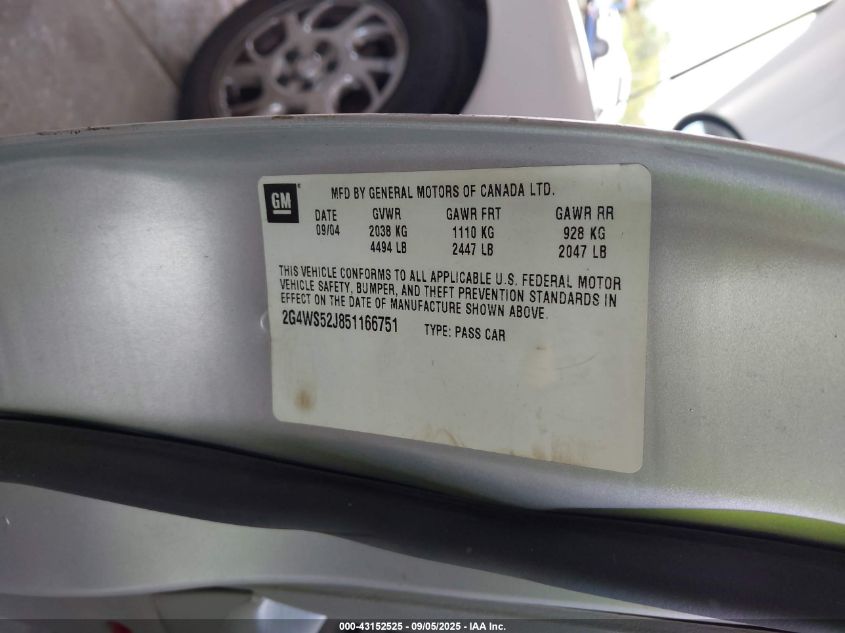 GM
MFD BY GENERAL MOTORS OF CANADA LTD.
DATE GVWR GAWR FRT GAWR RR
09/04 2038 KG 1110 KG 928 KG
4494 LB 2447 LB 2047 LB
THIS VEHICLE CONFORMS TO ALL APPLICABLE U.S. FEDERAL MOTOR
VEHICLE SAFETY, BUMPER, AND THEFT PREVENTION STANDARDS IN
EFFECT ON THE DATE OF MANUFACTURE SHOWN ABOVE.
2G4WS52J851166751 TYPE: PASS CAR
000-43152525 - 09/05/2025 - IAA Inc.